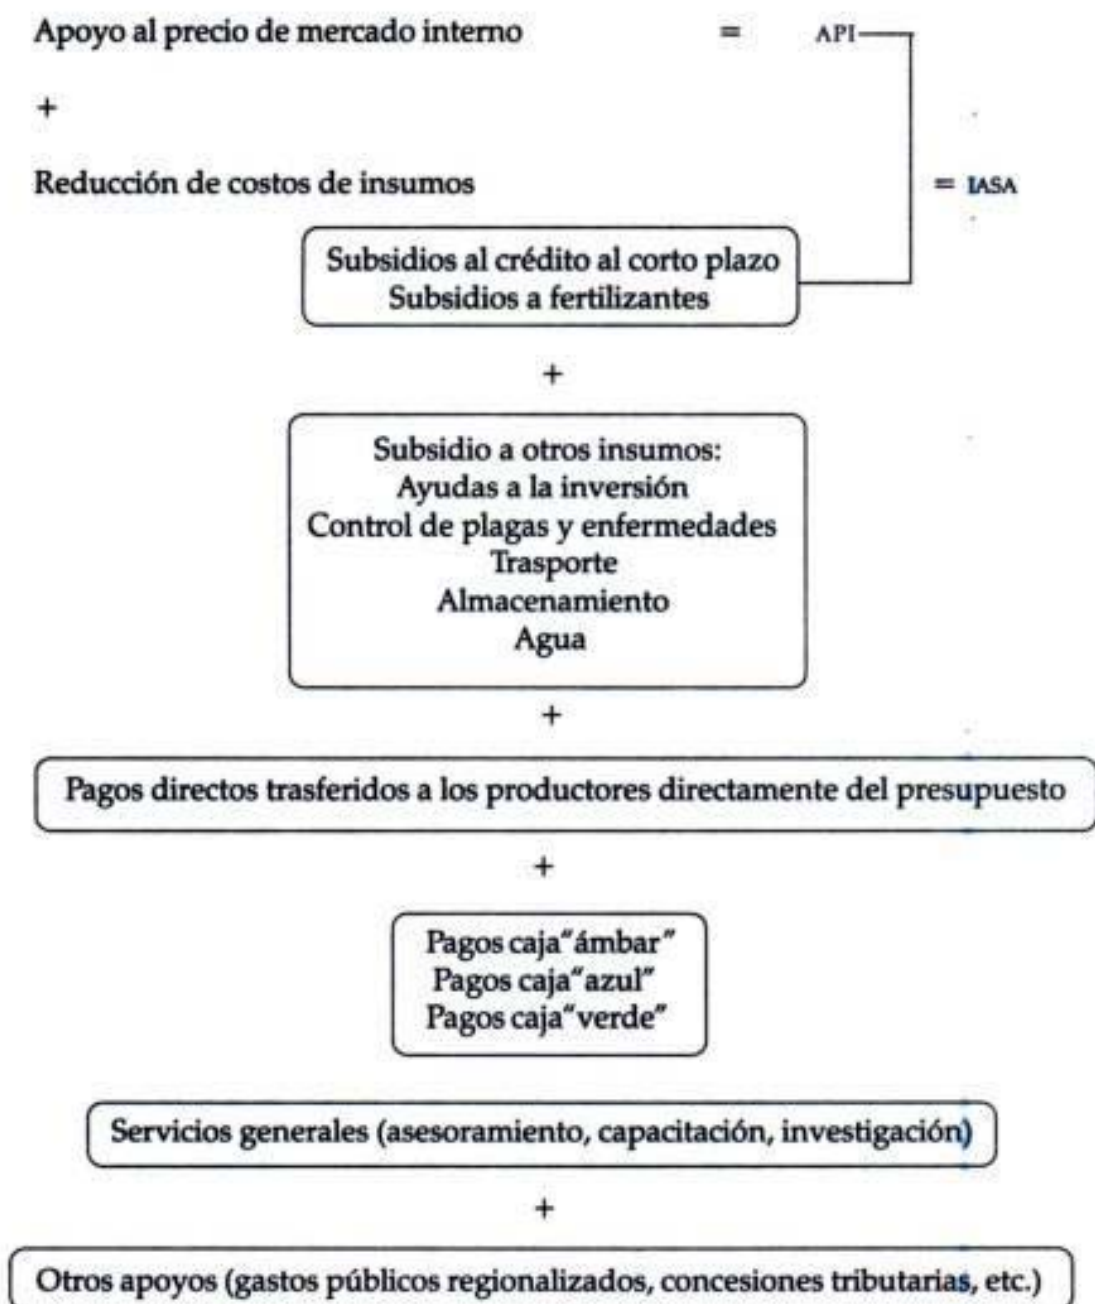 Apoyo al precio de mercado interno = API
+
Reducción de costos de insumos = IASA
Subsidios al crédito al corto plazo
Subsidios a fertilizantes
+
Subsidio a otros insumos:
Ayudas a la inversión
Control de plagas y enfermedades
Trasporte
Almacenamiento
Agua
+
Pagos directos trasferidos a los productores directamente del presupuesto
+
Pagos caja"ámbar"
Pagos caja"azul"
Pagos caja"verde"
Servicios generales (asesoramiento, capacitación, investigación)
+
Otros apoyos (gastos públicos regionalizados, concesiones tributarias, etc.)